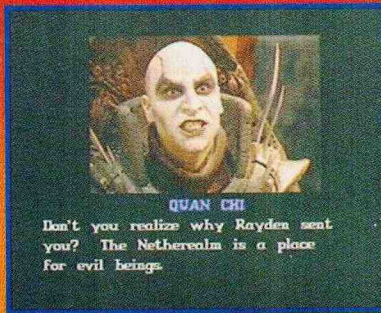 QUAN CHI
Don't you realize why Rayden sent
you? The Netherealm is a place
for evil beings.